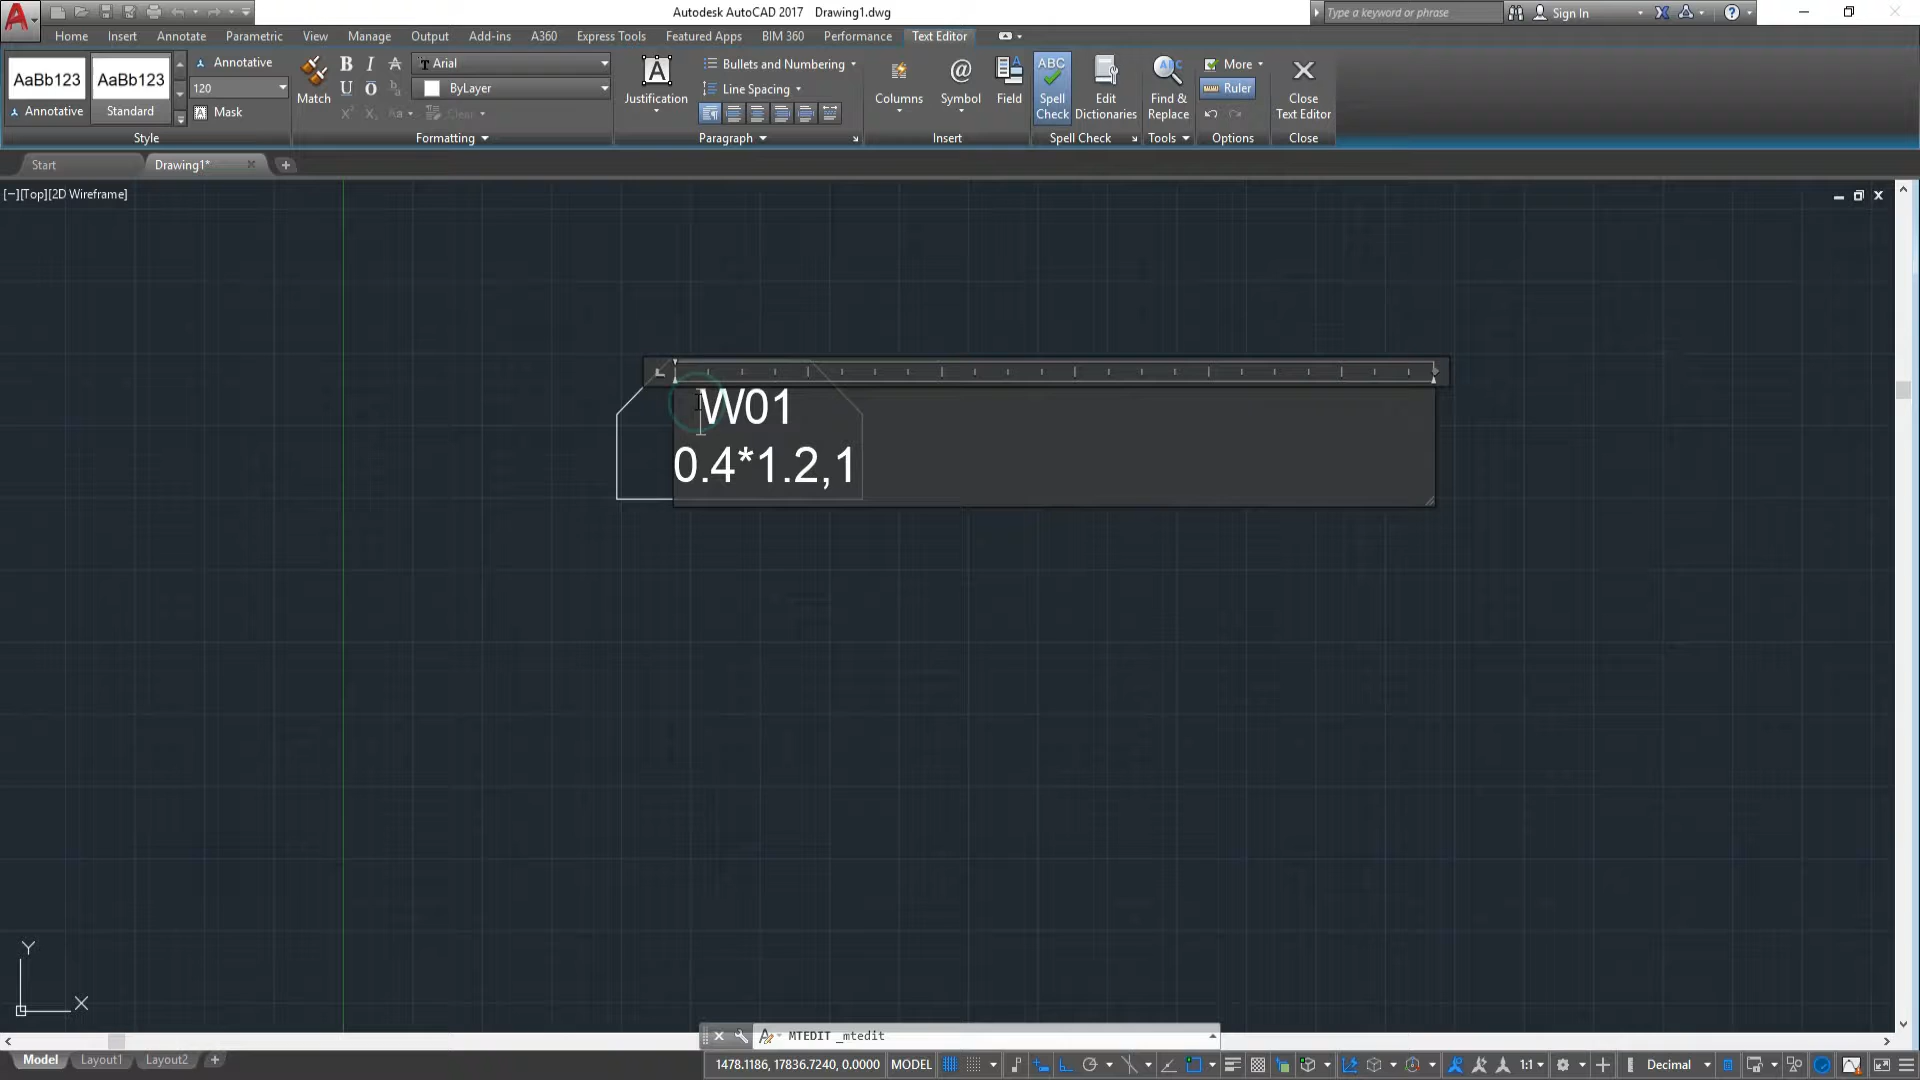 Autodesk AutoCAD 2017 Drawing1.dwg
Type a keyword or phrase
Sign In
Home Insert Annotate Parametric View Manage Output Add-ins A360 Express Tools Featured Apps BIM 360 Performance Text Editor
AaBb123 AaBb123
Annotative Standard
Annotative
120
Mask
Style
Match
Arial
ByLayer
Clear
Formatting
Justification
Bullets and Numbering
Line Spacing
Paragraph
Columns Symbol Field
Insert
ABC
Spell Check
Edit Dictionaries
Spell Check
Find & Replace
Tools
More
Ruler
Options
Close Text Editor
Close
Start Drawing1*
[−][Top][2D Wireframe]
W01
0.4*1.2,1
Y
X
MTEDIT _mtedit
Model Layout1 Layout2 +
1478.1186, 17836.7240, 0.0000 MODEL 1:1 Decimal